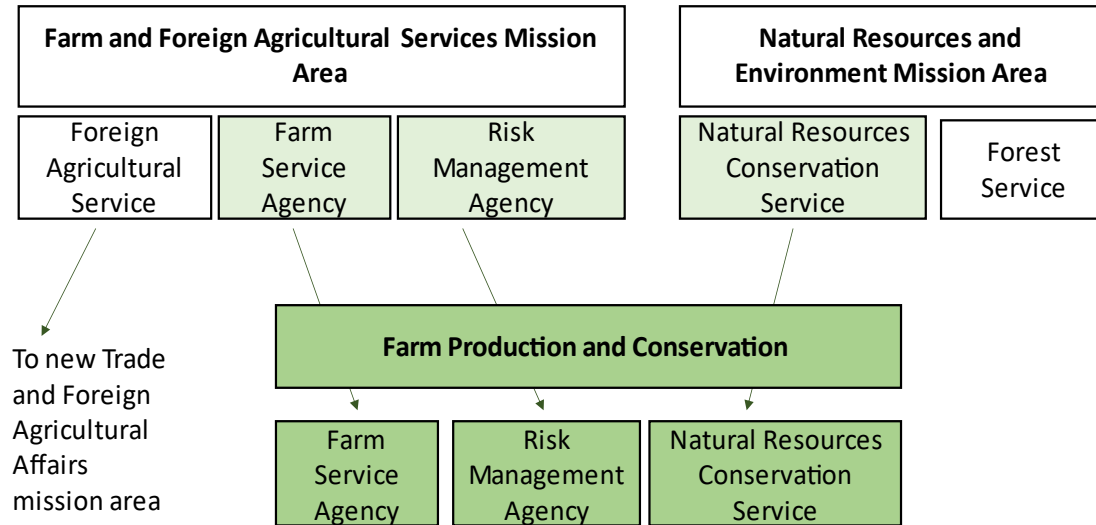 Farm and Foreign Agricultural Services Mission
Area
Natural Resources and
Environment Mission Area
Foreign
Agricultural
Service
Farm
Service
Agency
Risk
Management
Agency
Natural Resources
Conservation
Service
Forest
Service
Farm Production and Conservation
To new Trade
and Foreign
Agricultural
Affairs
mission area
Farm
Service
Agency
Risk
Management
Agency
Natural Resources
Conservation
Service